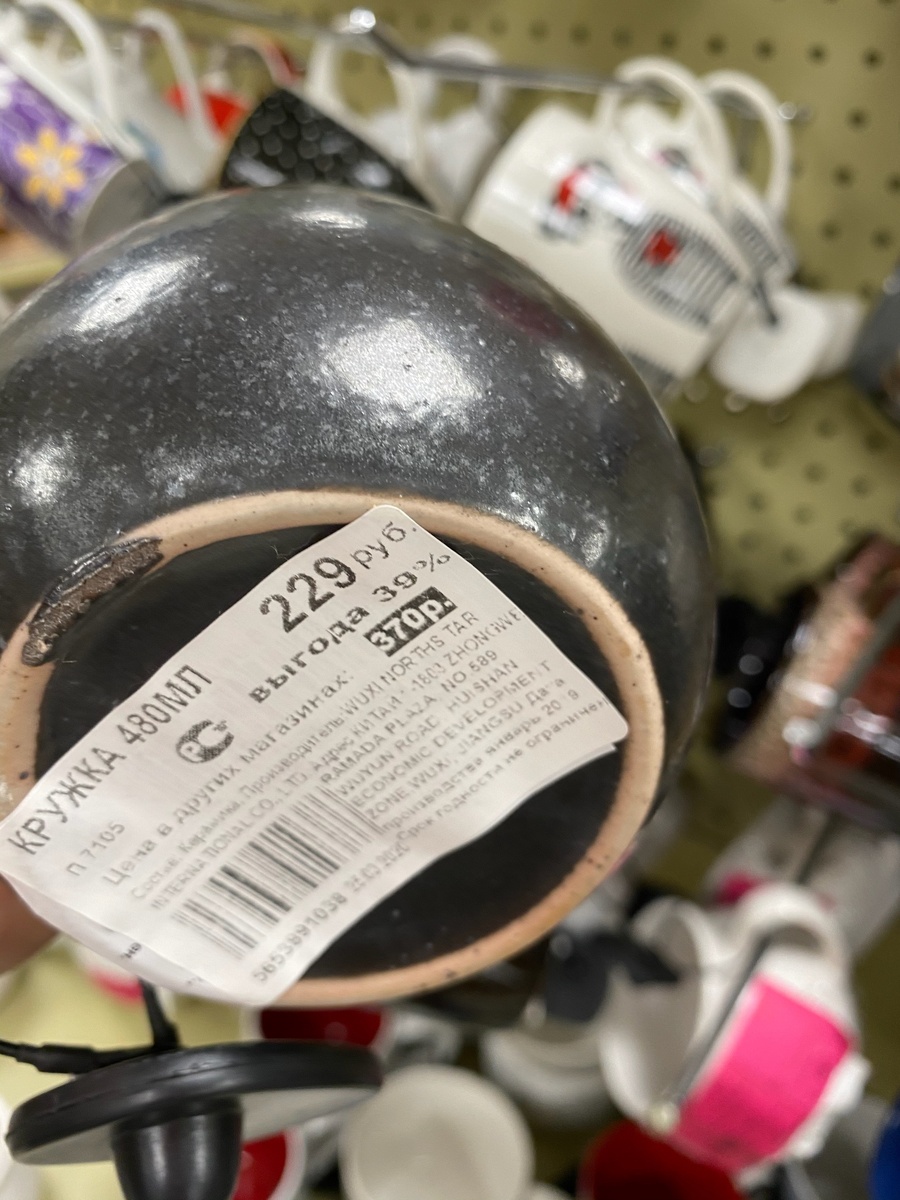 КРУЖКА 480МЛ
229 руб.
П 7105
выгода 39%
Цена в других магазинах: 370р.
Состав: Керамика. Производитель: WUXI NORTHSTAR
INTERNATIONAL CO., LTD. Адрес: КИТАЙ, 1803 ZHONGWEI
RAMADA PLAZA, NO 589
WUYUN ROAD, HUISHAN
ECONOMIC DEVELOPMENT
ZONE, WUXI, JIANGSU Дата
производства: январь
Срок годности не ограничен
5653891038